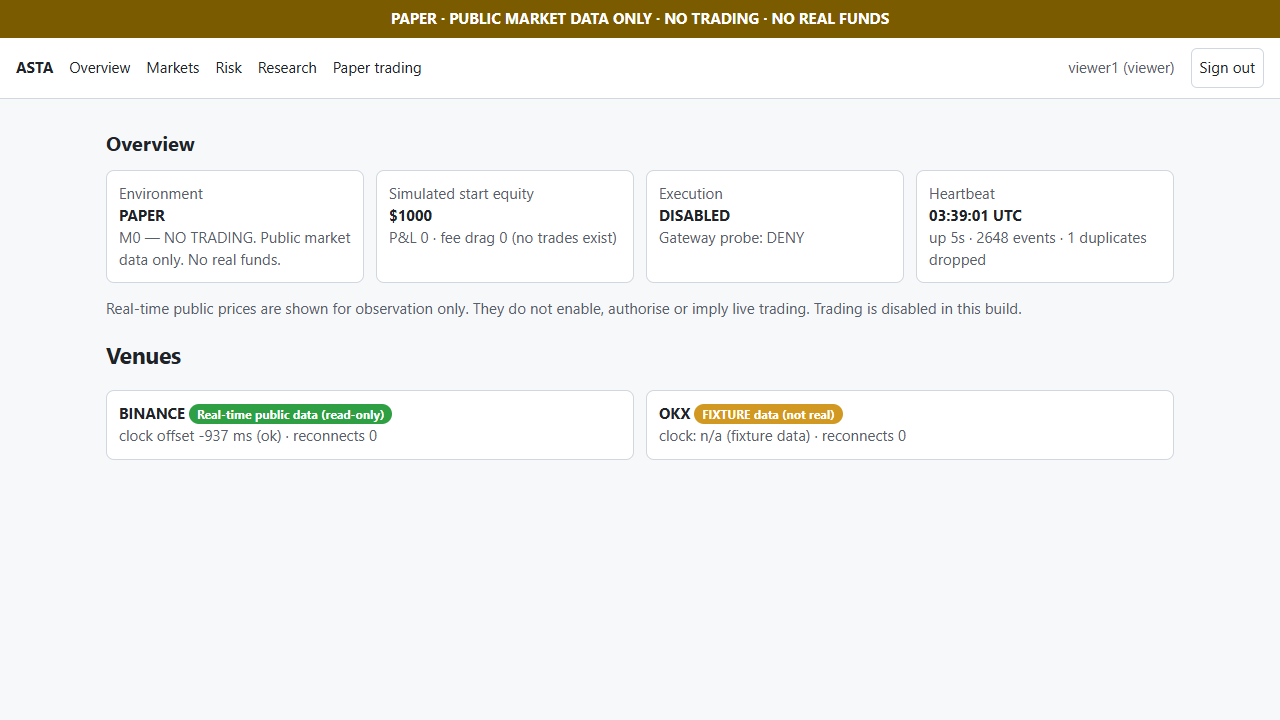 PAPER · PUBLIC MARKET DATA ONLY · NO TRADING · NO REAL FUNDS
ASTA Overview Markets Risk Research Paper trading viewer1 (viewer) Sign out
Overview
Environment
PAPER
M0 — NO TRADING. Public market
data only. No real funds.
Simulated start equity
$1000
P&L 0 · fee drag 0 (no trades exist)
Execution
DISABLED
Gateway probe: DENY
Heartbeat
03:39:01 UTC
up 5s · 2648 events · 1 duplicates
dropped
Real-time public prices are shown for observation only. They do not enable, authorise or imply live trading. Trading is disabled in this build.
Venues
BINANCE Real-time public data (read-only)
clock offset -937 ms (ok) · reconnects 0
OKX FIXTURE data (not real)
clock: n/a (fixture data) · reconnects 0